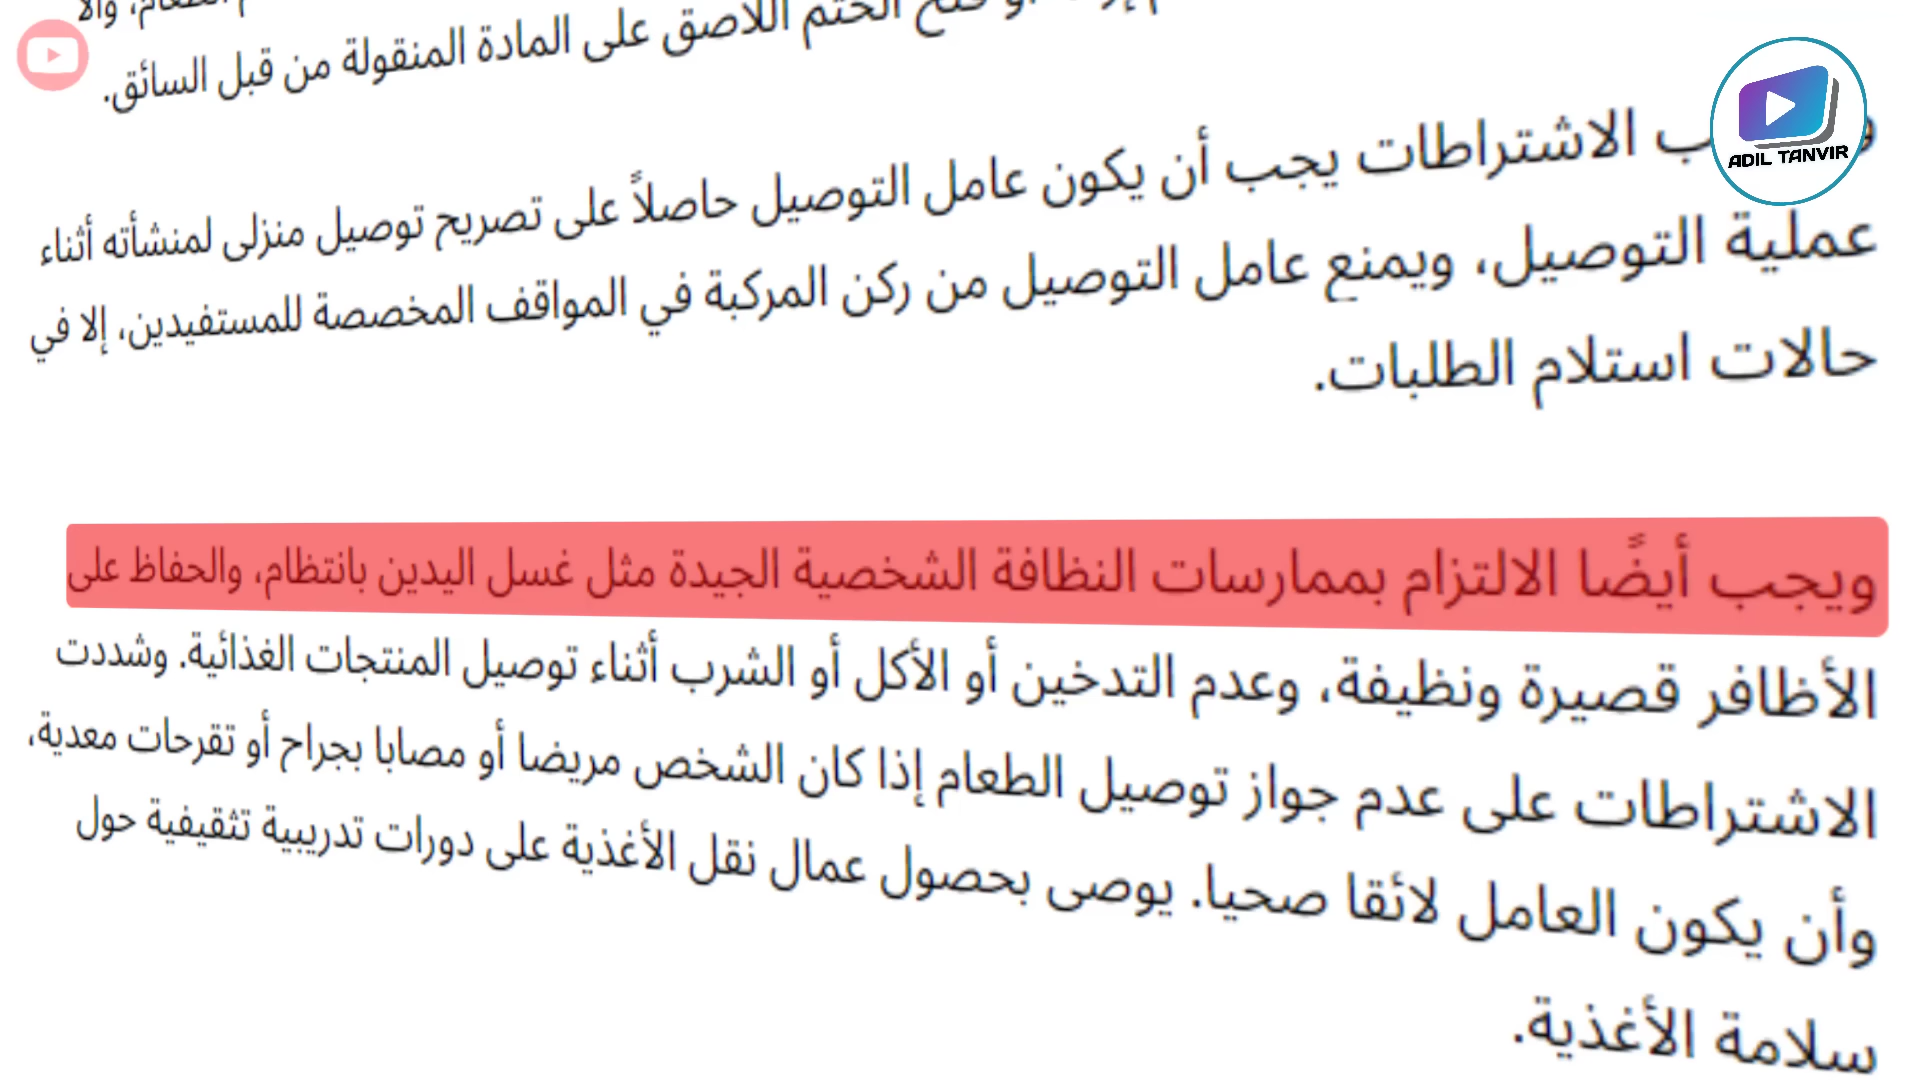 الطعام، وألا
فتح الختم اللاصق على المادة المنقولة من قبل السائق.
ADIL TANVIR
الاشتراطات يجب أن يكون عامل التوصيل حاصلاً على تصريح توصيل منزلى لمنشأته أثناء
عملية التوصيل، ويمنع عامل التوصيل من ركن المركبة في المواقف المخصصة للمستفيدين، إلا في
حالات استلام الطلبات.
ويجب أيضًا الالتزام بممارسات النظافة الشخصية الجيدة مثل غسل اليدين بانتظام، والحفاظ على
الأظافر قصيرة ونظيفة، وعدم التدخين أو الأكل أو الشرب أثناء توصيل المنتجات الغذائية. وشددت
الاشتراطات على عدم جواز توصيل الطعام إذا كان الشخص مريضا أو مصابا بجراح أو تقرحات معدية،
وأن يكون العامل لائقا صحيا. يوصى بحصول عمال نقل الأغذية على دورات تدريبية تثقيفية حول
سلامة الأغذية.